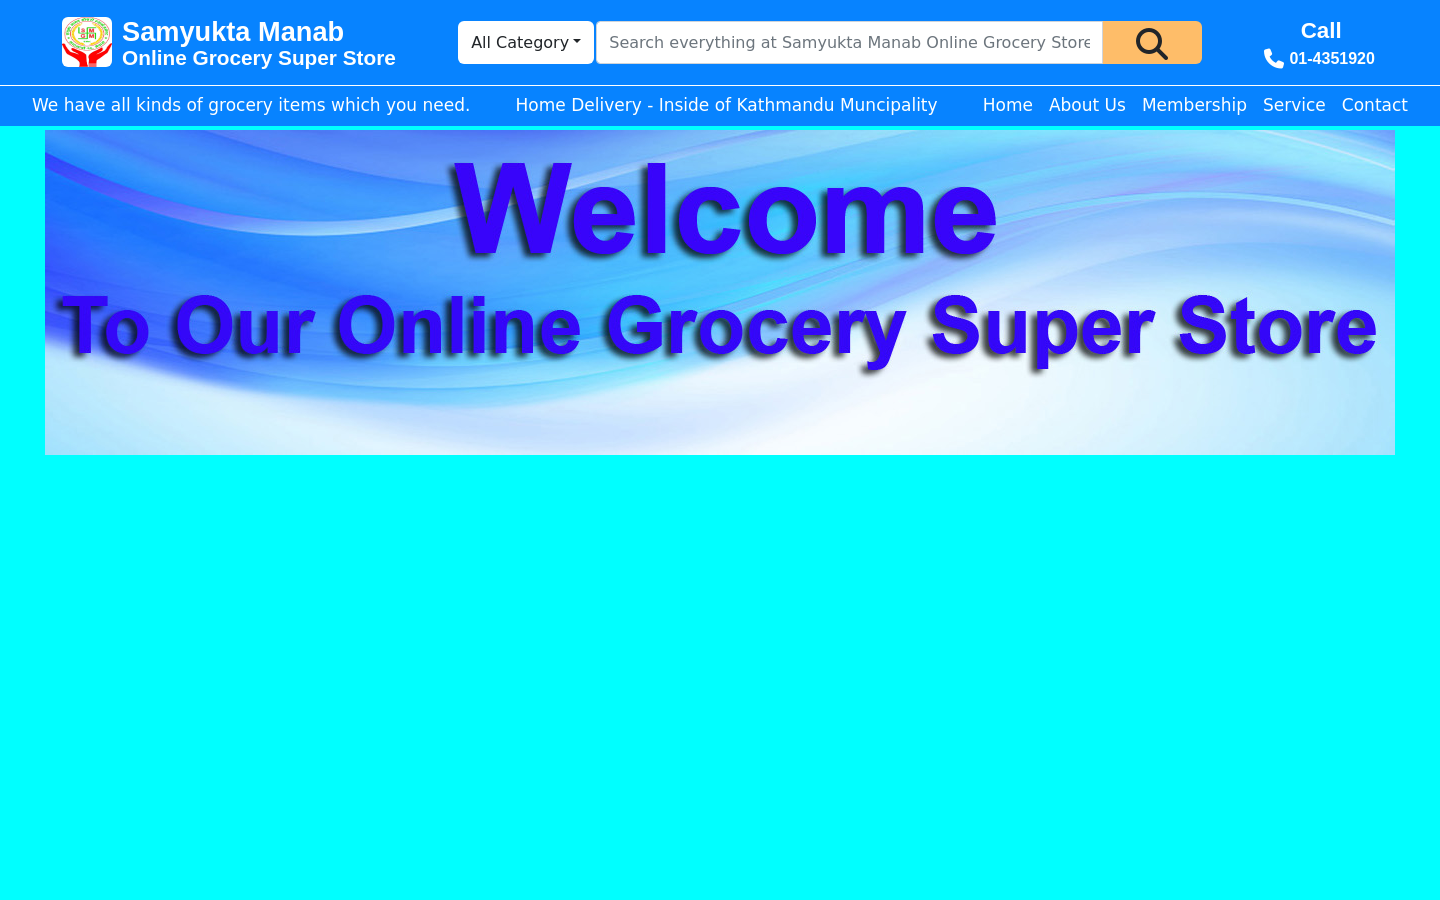 Samyukta Manab
Online Grocery Super Store
All Category
Search everything at Samyukta Manab Online Grocery Store
Call
01-4351920
We have all kinds of grocery items which you need.
Home Delivery - Inside of Kathmandu Muncipality
Home
About Us
Membership
Service
Contact
Welcome
To Our Online Grocery Super Store